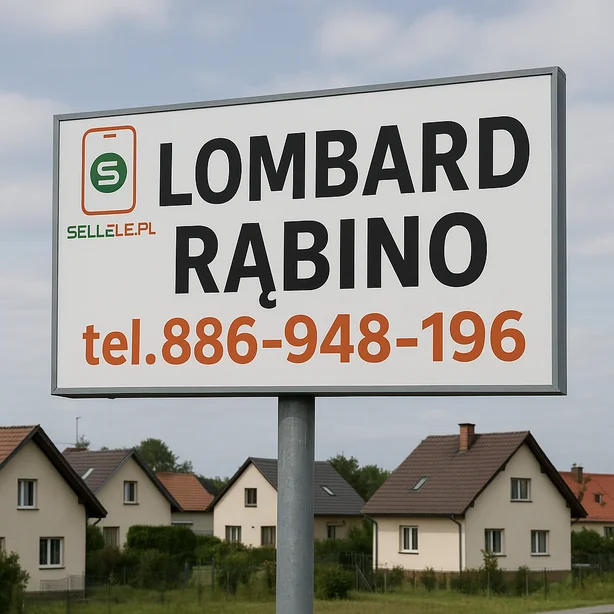 S
SELLELE.PL
LOMBARD
RĄBINO
tel.886-948-196